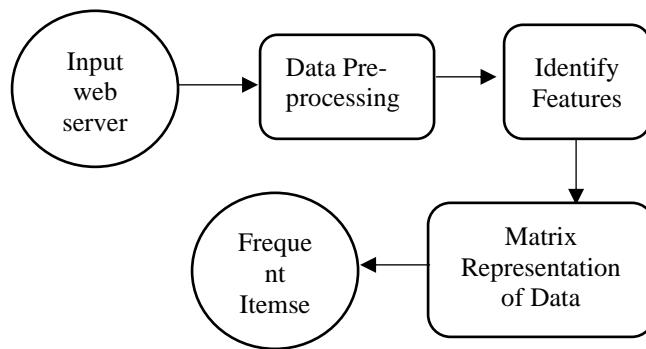 Input
web
server
Data Pre-
processing
Identify
Features
Matrix
Representation
of Data
Freque
nt
Itemse